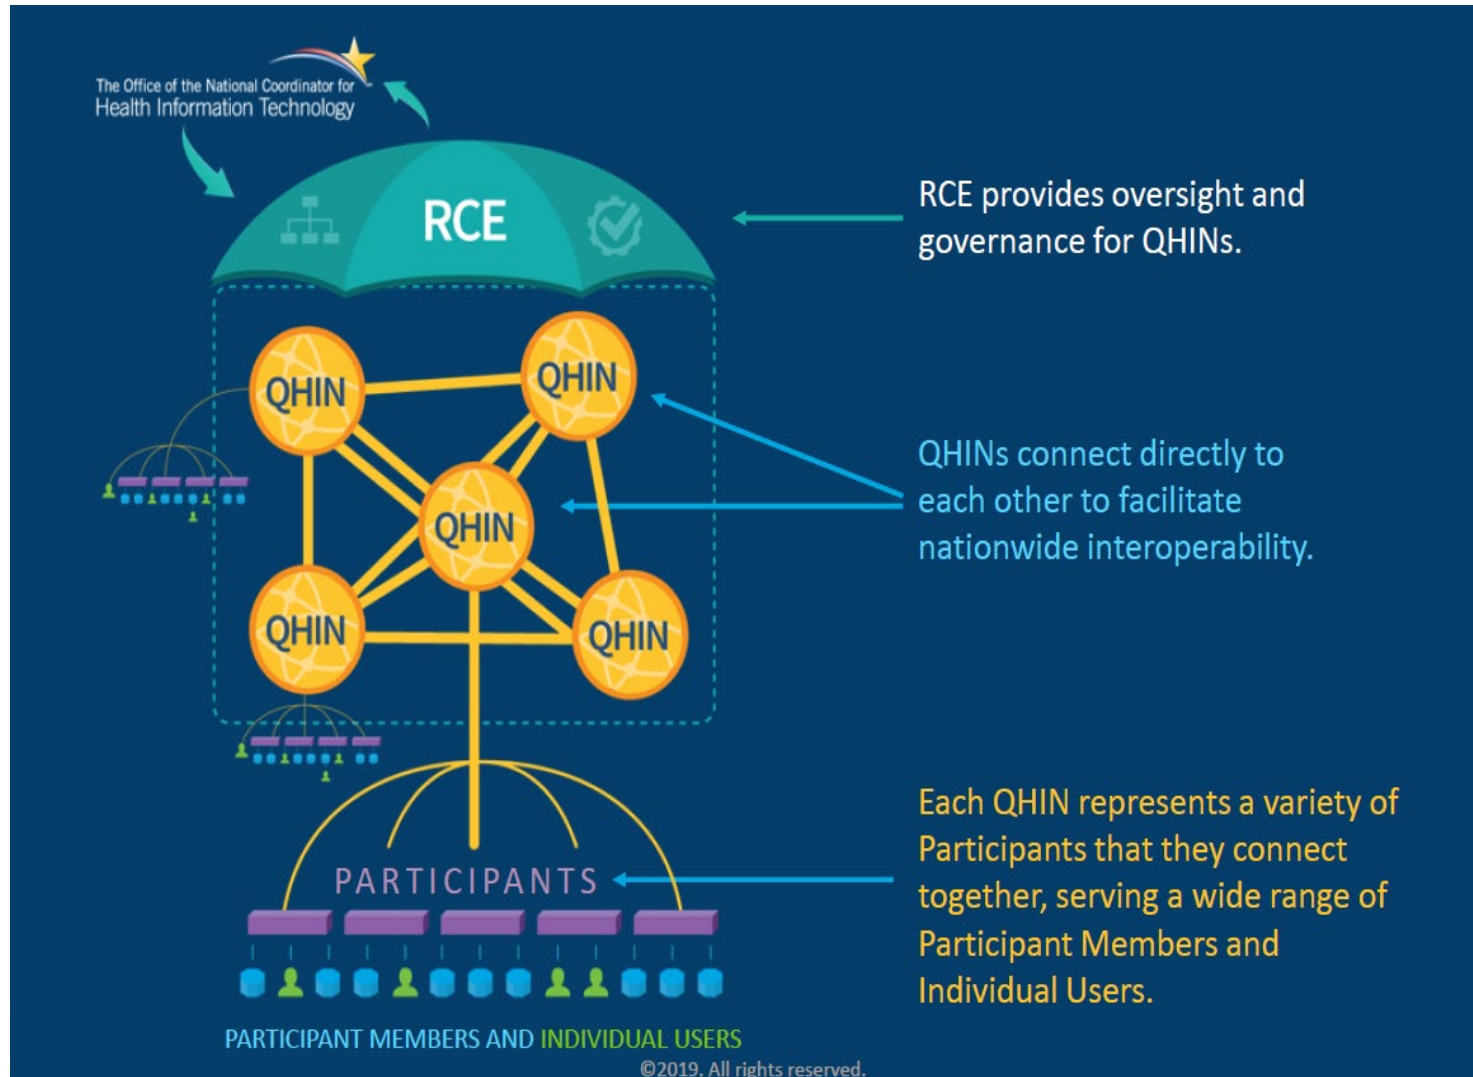 The Office of the National Coordinator for
Health Information Technology
RCE
RCE provides oversight and
governance for QHINs.
QHIN
QHIN
QHIN
QHIN
QHIN
QHINs connect directly to
each other to facilitate
nationwide interoperability.
Each QHIN represents a variety of
Participants that they connect
together, serving a wide range of
Participant Members and
Individual Users.
PARTICIPANTS
PARTICIPANT MEMBERS AND INDIVIDUAL USERS
©2019. All rights reserved.